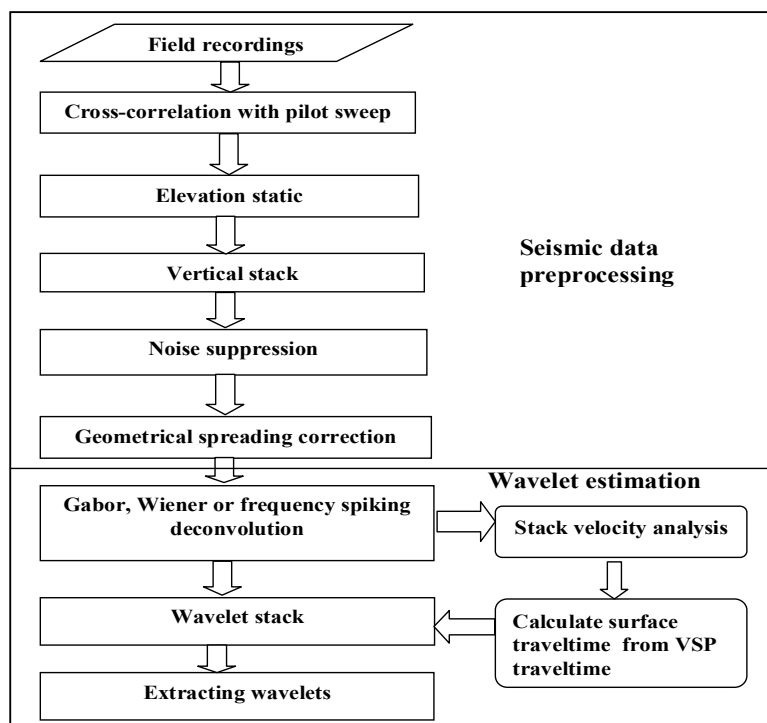 Field recordings
Cross-correlation with pilot sweep
Elevation static
Vertical stack
Seismic data
preprocessing
Noise suppression
Geometrical spreading correction
Wavelet estimation
Gabor, Wiener or frequency spiking
deconvolution
Stack velocity analysis
Wavelet stack
Calculate surface
traveltime from VSP
traveltime
Extracting wavelets